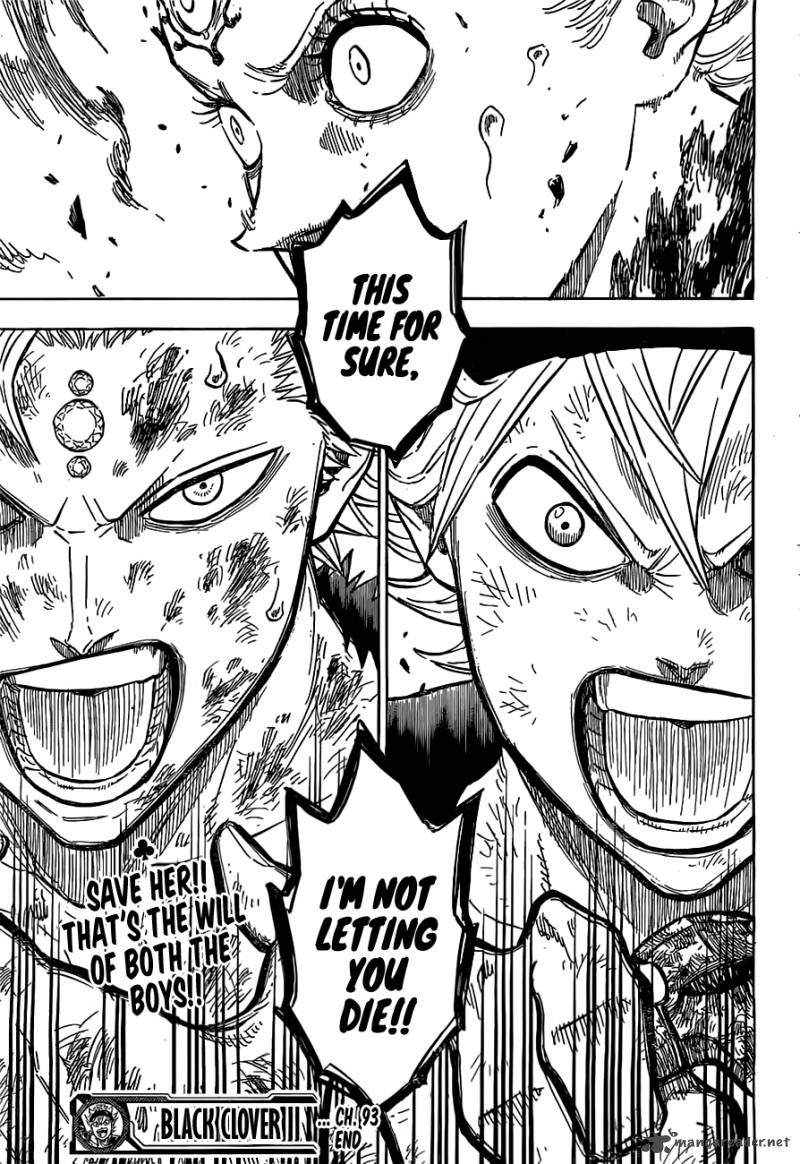 THIS
TIME FOR
SURE,
I'M NOT
LETTING
YOU
DIE!!
SAVE HER!!
THAT'S THE WILL
OF BOTH THE
BOYS!!
BLACK CLOVER
... CH. 93
END
mangareader.net